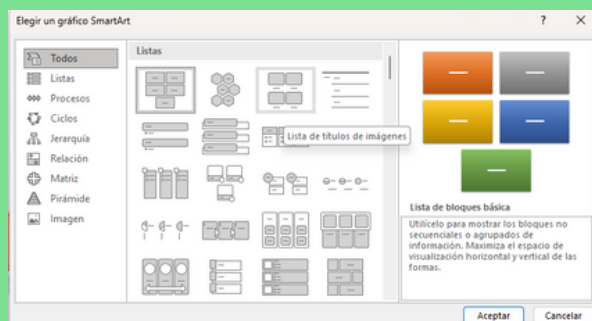 Elegir un gráfico SmartArt
Todos
Listas
Procesos
Ciclos
Jerarquía
Relación
Matriz
Pirámide
Imagen
Listas
Lista de títulos de imágenes
Lista de bloques básica
Utilícelo para mostrar los bloques no
secuenciales o agrupados de
información. Maximiza el espacio de
visualización horizontal y vertical de las
formas.
Aceptar
Cancelar